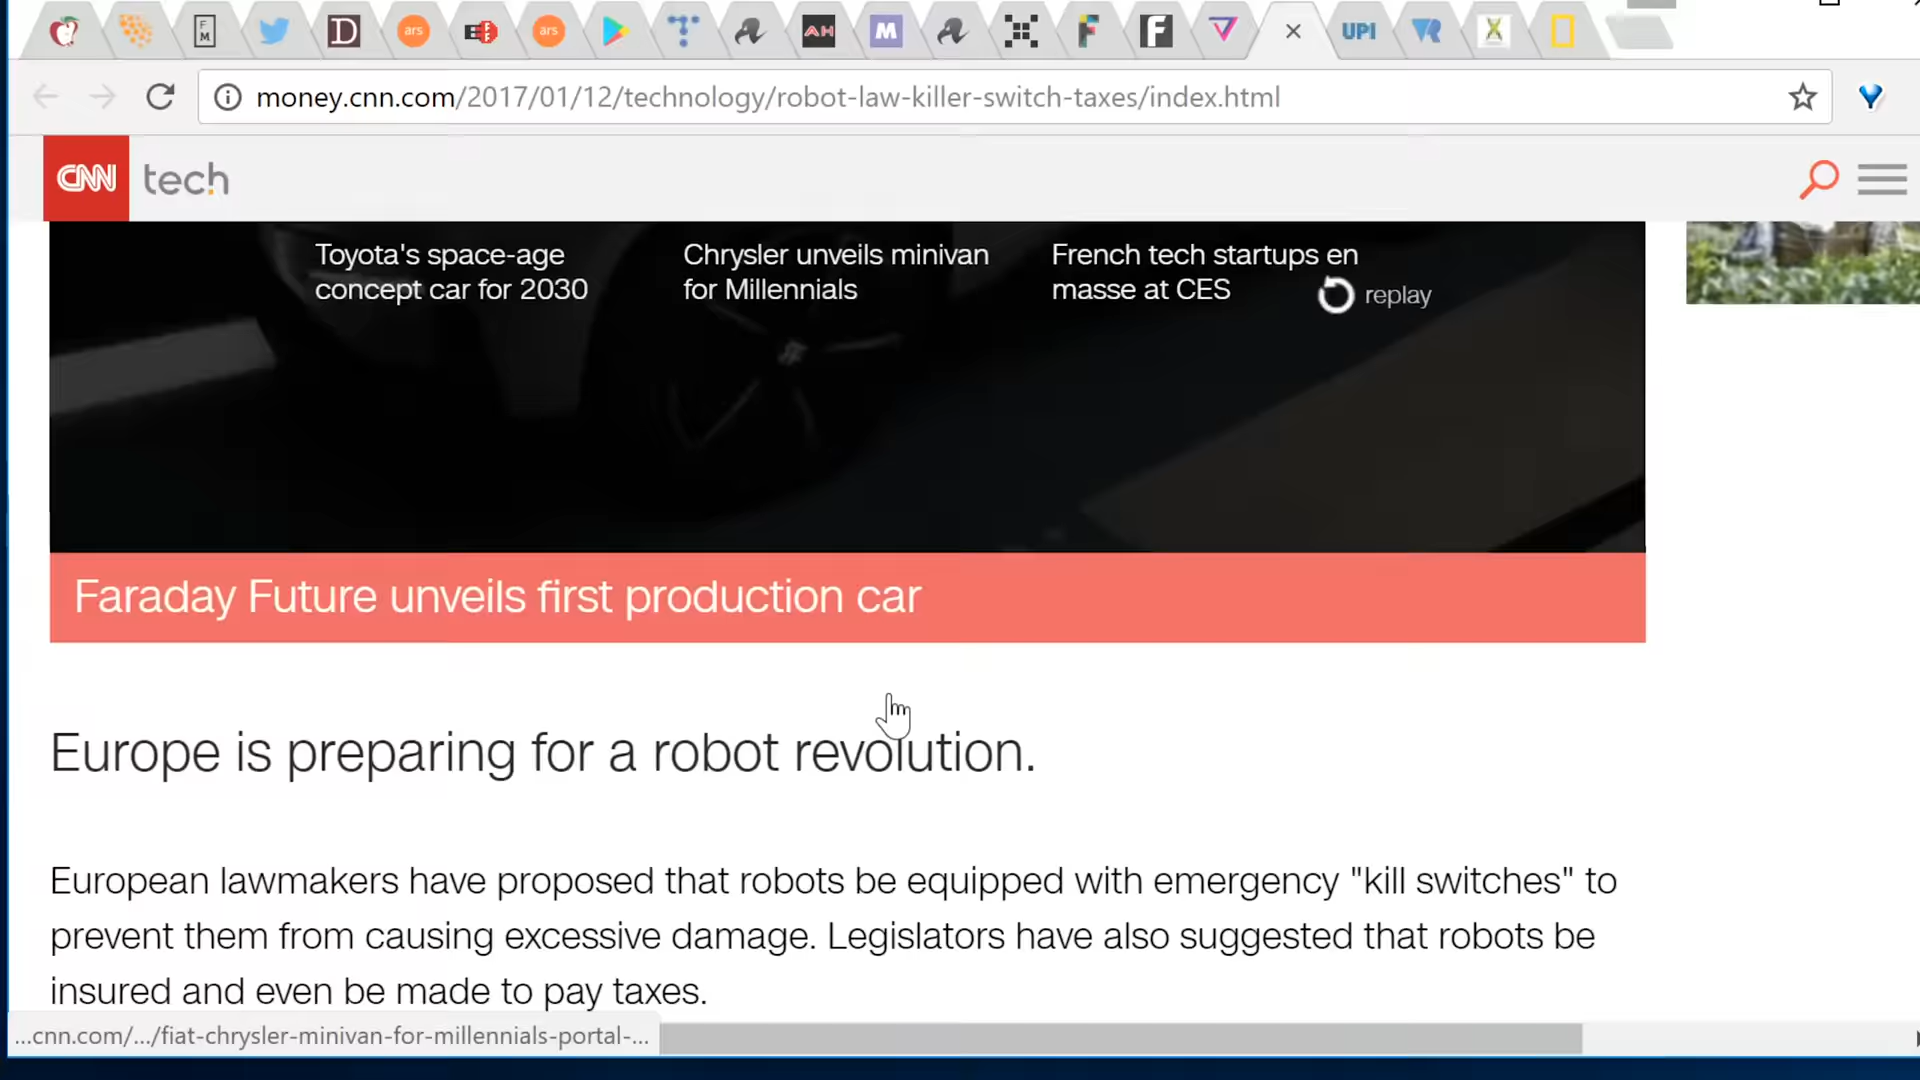 F
M
D
ars
EFF
ars
AH
M
F
F
UPI
VR
X
money.cnn.com/2017/01/12/technology/robot-law-killer-switch-taxes/index.html
CNN tech
Toyota's space-age
concept car for 2030
Chrysler unveils minivan
for Millennials
French tech startups en
masse at CES
replay
Faraday Future unveils first production car
Europe is preparing for a robot revolution.
European lawmakers have proposed that robots be equipped with emergency "kill switches" to
prevent them from causing excessive damage. Legislators have also suggested that robots be
insured and even be made to pay taxes.
...cnn.com/.../fiat-chrysler-minivan-for-millennials-portal-...